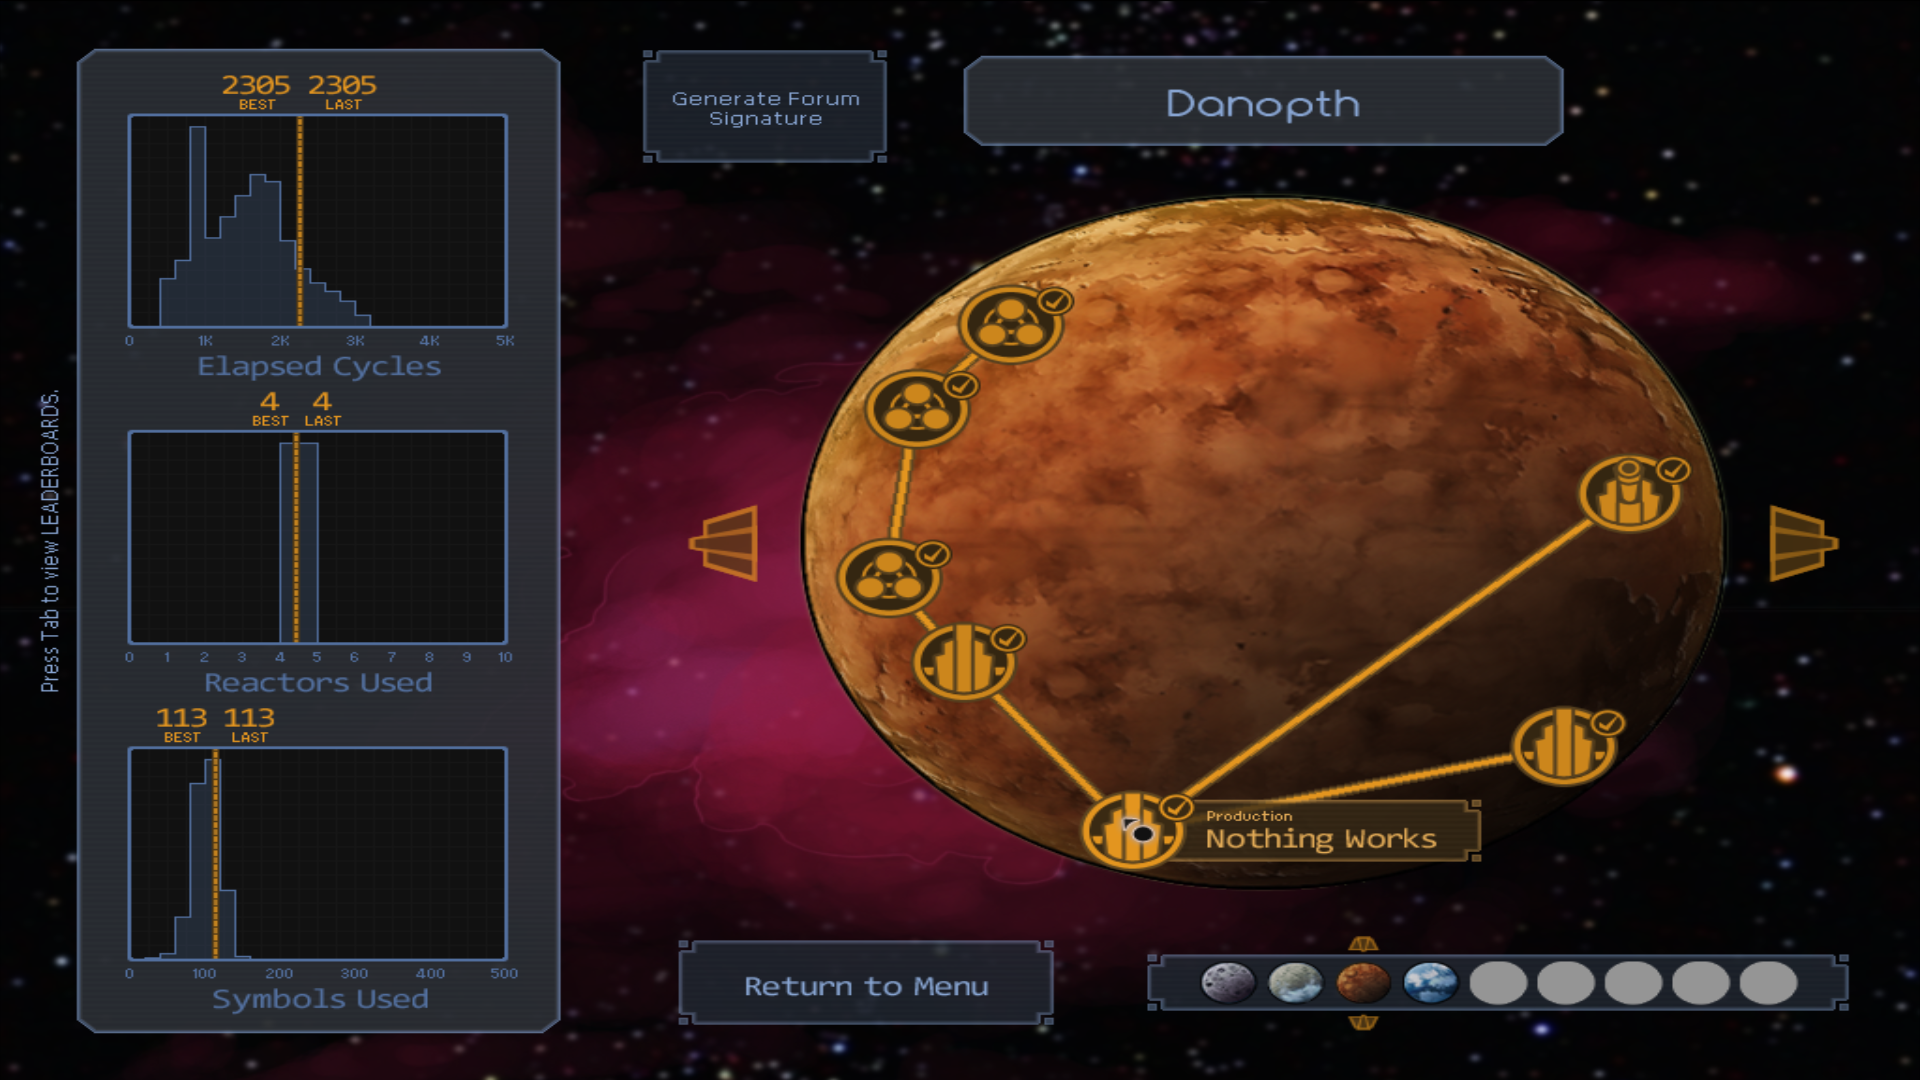 2305 2305
BEST LAST
0 1K 2K 3K 4K 5K
Elapsed Cycles
4 4
BEST LAST
0 1 2 3 4 5 6 7 8 9 10
Reactors Used
113 113
BEST LAST
0 100 200 300 400 500
Symbols Used
Press Tab to view LEADERBOARDS.
Generate Forum
Signature
Danopth
Production
Nothing Works
Return to Menu